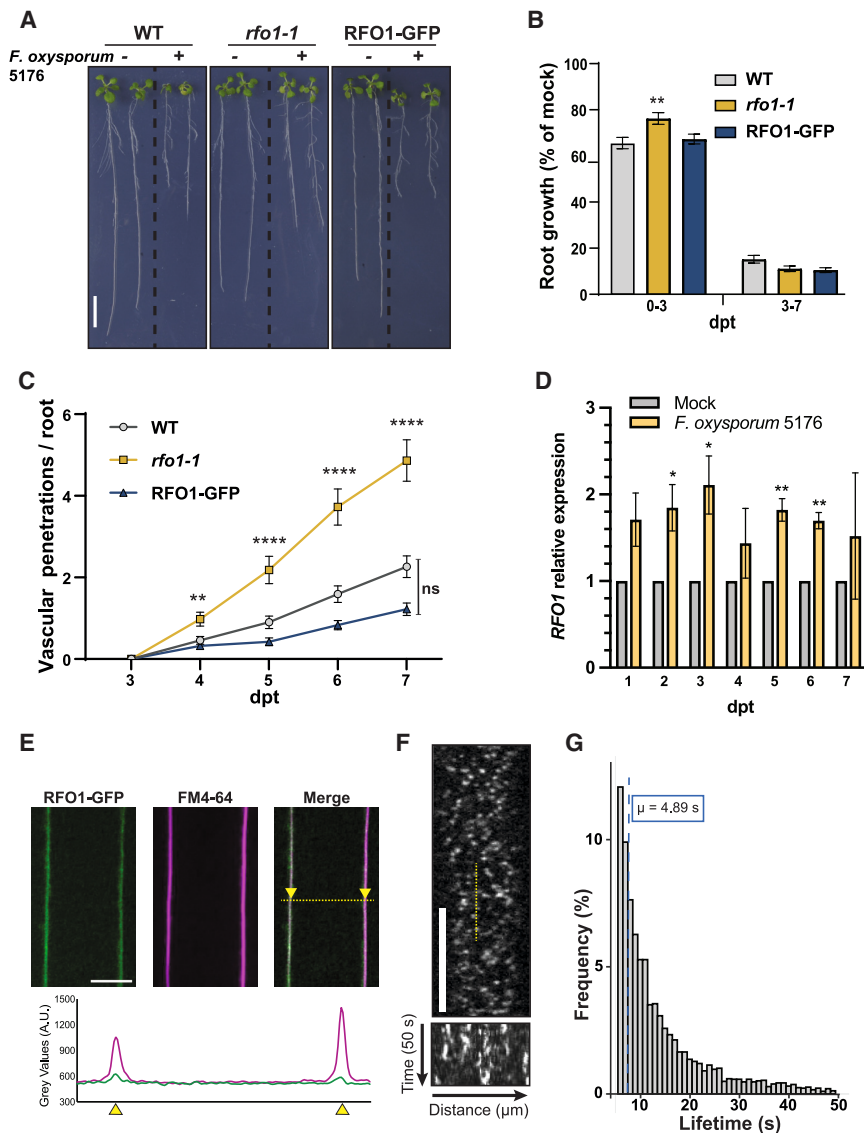 A
WT rfo1-1 RFO1-GFP
F. oxysporum 5176 - + - + - +
B
Root growth (% of mock)
100
80
60
40
20
0
**
WT
rfo1-1
RFO1-GFP
0-3 3-7
dpt
C
Vascular penetrations / root
6
4
2
0
WT
rfo1-1
RFO1-GFP
**
****
****
****
ns
3 4 5 6 7
dpt
D
RFO1 relative expression
3
2
1
0
Mock
F. oxysporum 5176
* * ** **
1 2 3 4 5 6 7
dpt
E
RFO1-GFP FM4-64 Merge
Grey Values (A.U.)
1500
1200
900
600
300
F
Time (50 s)
Distance (µm)
G
Frequency (%)
10
5
0
µ = 4.89 s
10 20 30 40 50
Lifetime (s)